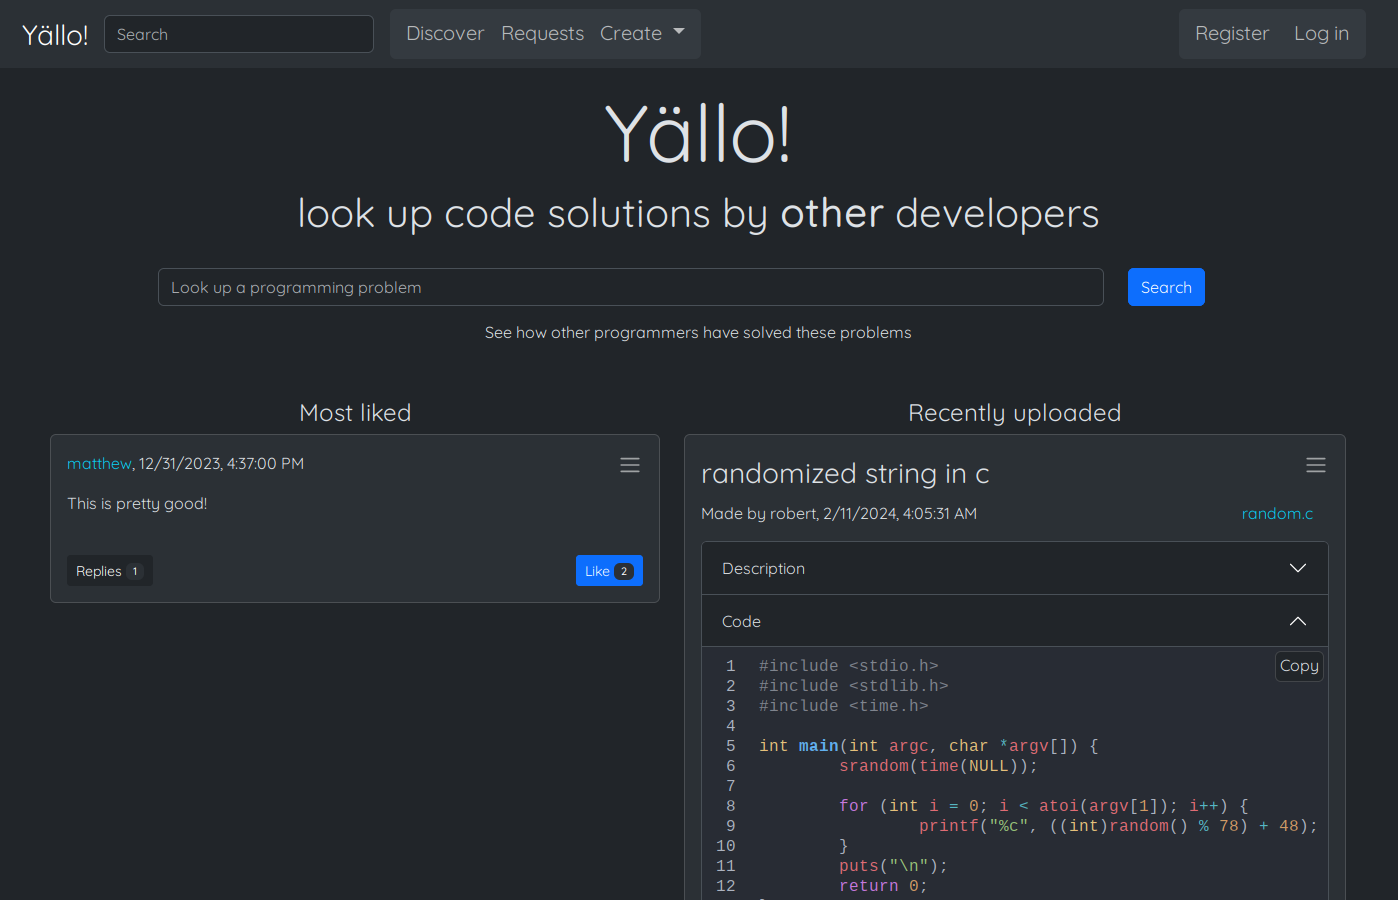 Yällo!
Search
Discover Requests Create
Register Log in
Yällo!
look up code solutions by other developers
Look up a programming problem
Search
See how other programmers have solved these problems
Most liked
matthew, 12/31/2023, 4:37:00 PM
This is pretty good!
Replies 1
Like 2
Recently uploaded
randomized string in c
Made by robert, 2/11/2024, 4:05:31 AM
random.c
Description
Code
Copy
1 #include <stdio.h>
2 #include <stdlib.h>
3 #include <time.h>
4
5 int main(int argc, char *argv[]) {
6         srandom(time(NULL));
7
8         for (int i = 0; i < atoi(argv[1]); i++) {
9                 printf("%c", ((int)random() % 78) + 48);
10         }
11         puts("\n");
12         return 0;